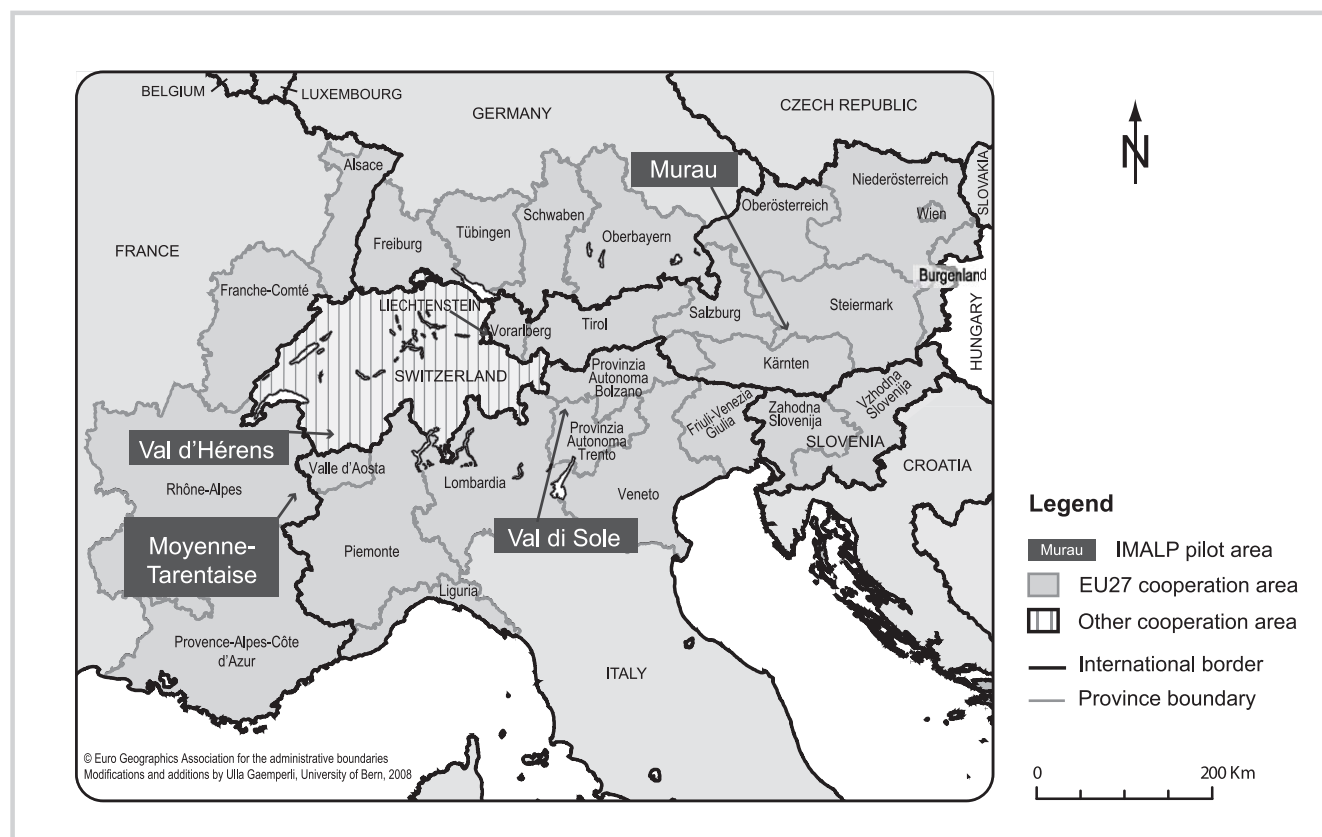 BELGIUM
LUXEMBOURG
GERMANY
CZECH REPUBLIC
SLOVAKIA
N
Alsace
Murau
Niederösterreich
Oberösterreich
Wien
Schwaben
Tübingen
Oberbayern
Freiburg
FRANCE
Franche-Comté
Burgenland
HUNGARY
LIECHTENSTEIN
Vorarlberg
Tirol
Salzburg
Steiermark
SWITZERLAND
Provinzia
Autonoma
Bolzano
Kärnten
Vzhodna
Slovenija
Friuli-Venezia
Giulia
Zahodna
Slovenija
SLOVENIA
CROATIA
Val d'Hérens
Valle d'Aosta
Provinzia
Autonoma
Trento
Rhône-Alpes
Lombardia
Veneto
Val di Sole
Moyenne-
Tarentaise
Piemonte
Liguria
Provence-Alpes-Côte
d'Azur
ITALY
© Euro Geographics Association for the administrative boundaries
Modifications and additions by Ulla Gaemperli, University of Bern, 2008
Legend
Murau IMALP pilot area
EU27 cooperation area
Other cooperation area
International border
Province boundary
0 200 Km